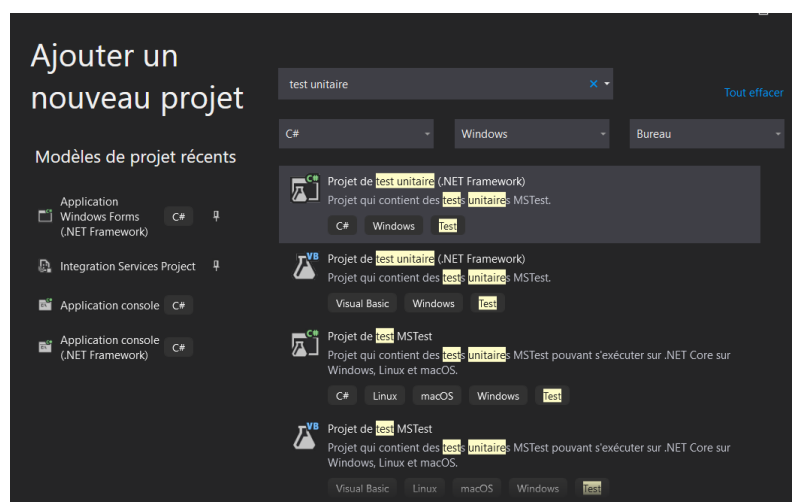 Ajouter un
nouveau projet
Modèles de projet récents
Application
Windows Forms
(.NET Framework)
C#
Integration Services Project
Application console
C#
Application console
(.NET Framework)
C#
test unitaire
Tout effacer
C#
Windows
Bureau
C#
Projet de test unitaire (.NET Framework)
Projet qui contient des tests unitaires MSTest.
C# Windows Test
VB
Projet de test unitaire (.NET Framework)
Projet qui contient des tests unitaires MSTest.
Visual Basic Windows Test
C#
Projet de test MSTest
Projet qui contient des tests unitaires MSTest pouvant s'exécuter sur .NET Core sur
Windows, Linux et macOS.
C# Linux macOS Windows Test
VB
Projet de test MSTest
Projet qui contient des tests unitaires MSTest pouvant s'exécuter sur .NET Core sur
Windows, Linux et macOS.
Visual Basic Linux macOS Windows Test